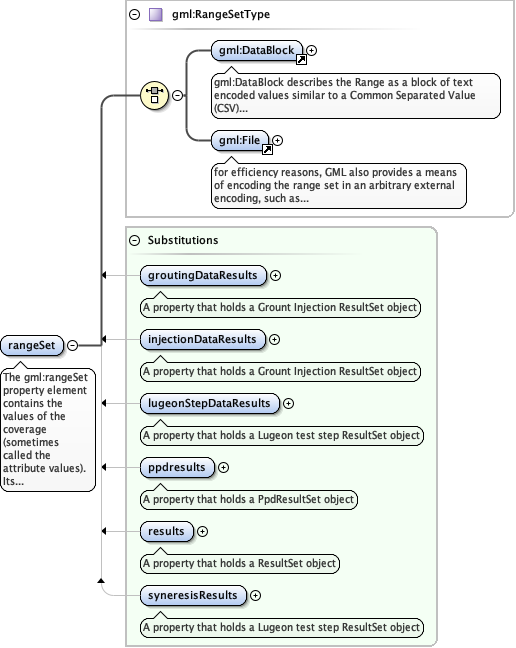 gml:RangeSetType
gml:DataBlock
gml:DataBlock describes the Range as a block of text
encoded values similar to a Common Separated Value
(CSV)...
gml:File
for efficiency reasons, GML also provides a means
of encoding the range set in an arbitrary external
encoding, such as...
Substitutions
groutingDataResults
A property that holds a Grount Injection ResultSet object
injectionDataResults
A property that holds a Grount Injection ResultSet object
rangeSet
The gml:rangeSet
property element
contains the
values of the
coverage
(sometimes
called the
attribute values).
Its...
lugeonStepDataResults
A property that holds a Lugeon test step ResultSet object
ppdresults
A property that holds a PpdResultSet object
results
A property that holds a ResultSet object
syneresisResults
A property that holds a Lugeon test step ResultSet object